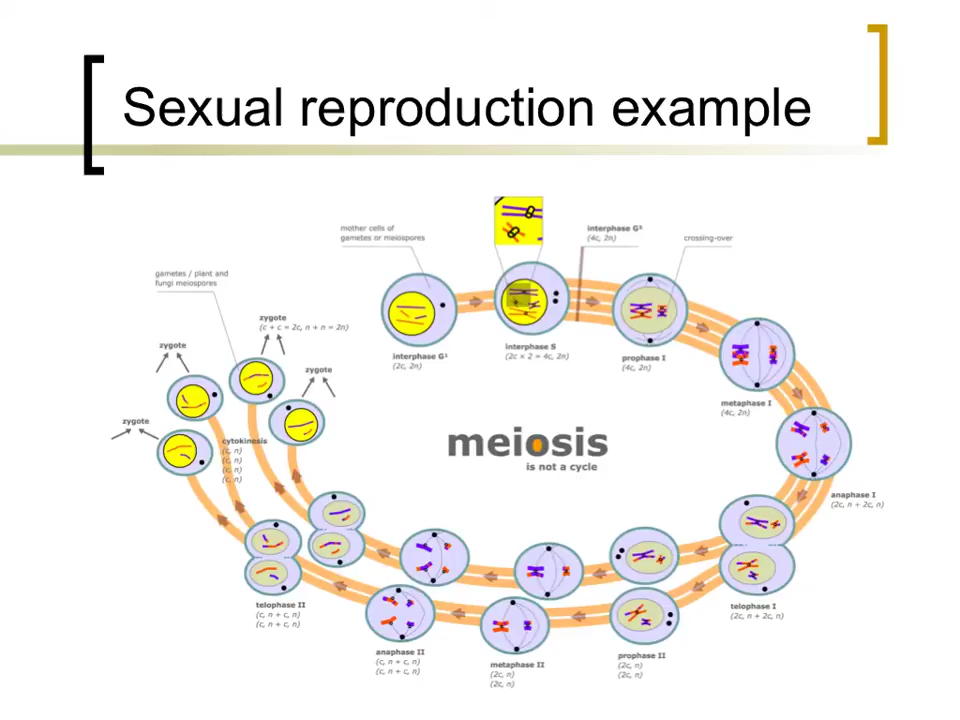 Sexual reproduction example
mother cells of
gametes or meiospores
interphase G²
(4c, 2n)
crossing-over
gametes / plant and
fungi meiospores
zygote
(c + c = 2c, n + n = 2n)
interphase G¹
(2c, 2n)
interphase S
(2c × 2 = 4c, 2n)
prophase I
(4c, 2n)
zygote
zygote
metaphase I
(4c, 2n)
zygote
cytokinesis
(c, n)
(c, n)
(c, n)
(c, n)
meiosis
is not a cycle
anaphase I
(2c, n + 2c, n)
telophase II
(c, n + c, n)
(c, n + c, n)
telophase I
(2c, n + 2c, n)
anaphase II
(c, n + c, n)
(c, n + c, n)
metaphase II
(2c, n)
(2c, n)
prophase II
(2c, n)
(2c, n)